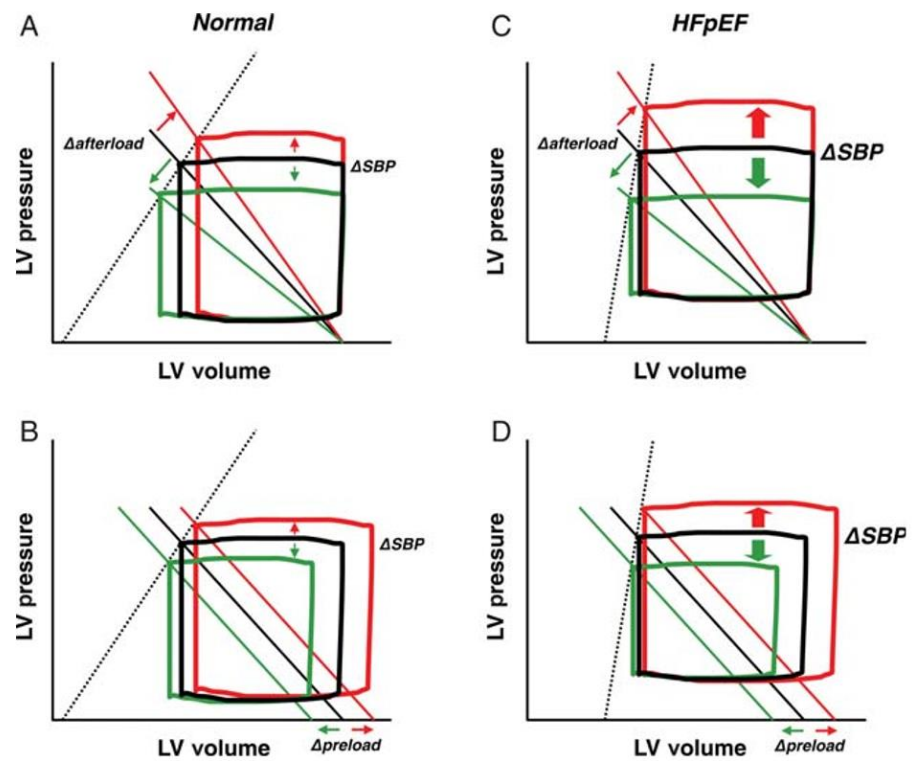 A
Normal
Δafterload
ΔSBP
LV pressure
LV volume
C
HFpEF
Δafterload
ΔSBP
LV pressure
LV volume
B
ΔSBP
LV pressure
LV volume
Δpreload
D
ΔSBP
LV pressure
LV volume
Δpreload